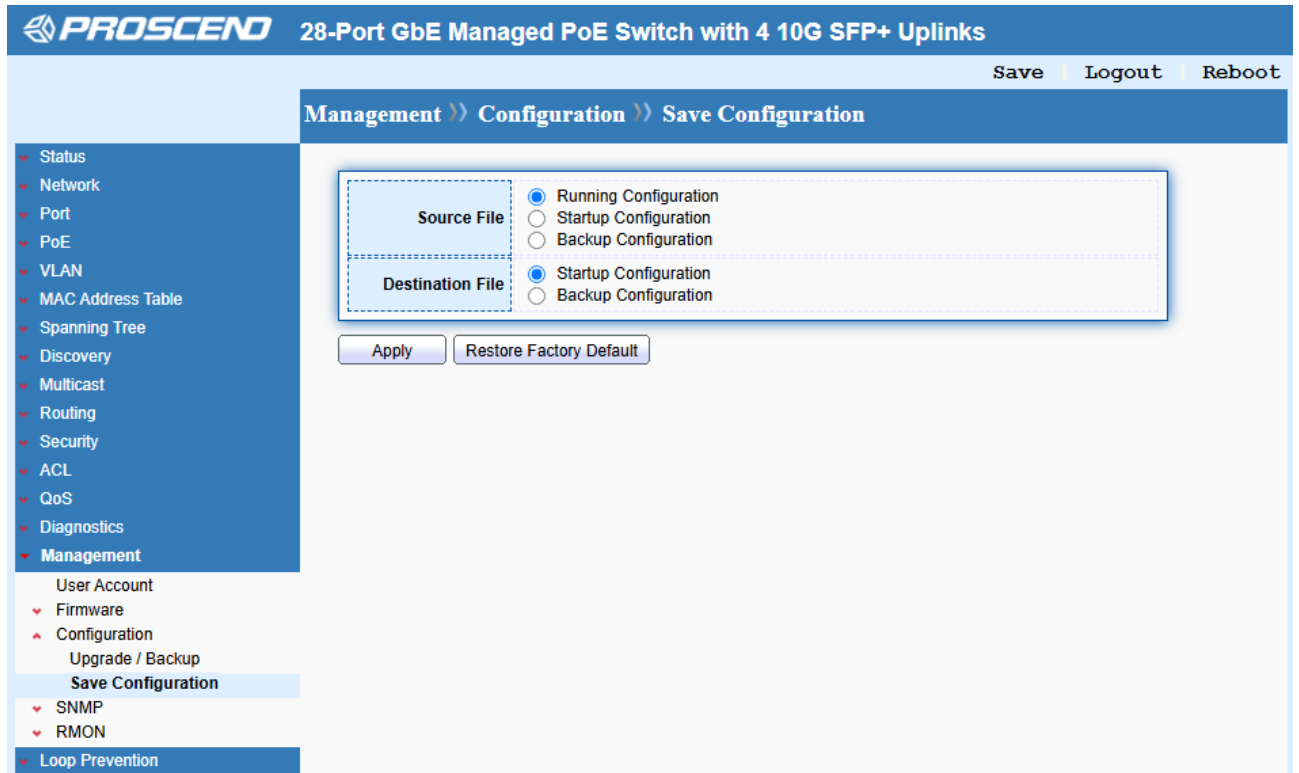 PROSCEND 28-Port GbE Managed PoE Switch with 4 10G SFP+ Uplinks
Save Logout Reboot
Management Configuration Save Configuration
Status
Network
Port
PoE
VLAN
MAC Address Table
Spanning Tree
Discovery
Multicast
Routing
Security
ACL
QoS
Diagnostics
Management
User Account
Firmware
Configuration
Upgrade / Backup
Save Configuration
SNMP
RMON
Loop Prevention
Source File
Running Configuration
Startup Configuration
Backup Configuration
Destination File
Startup Configuration
Backup Configuration
Apply Restore Factory Default